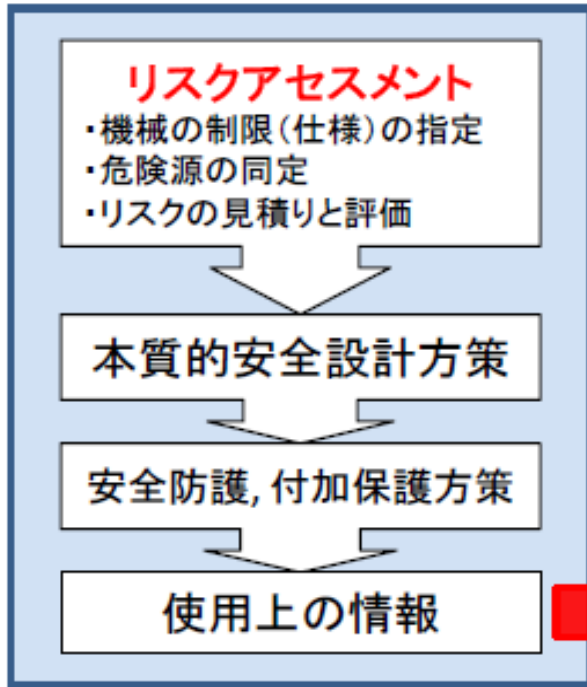 リスクアセスメント
・機械の制限(仕様)の指定
・危険源の同定
・リスクの見積りと評価
本質的安全設計方策
安全防護,付加保護方策
使用上の情報